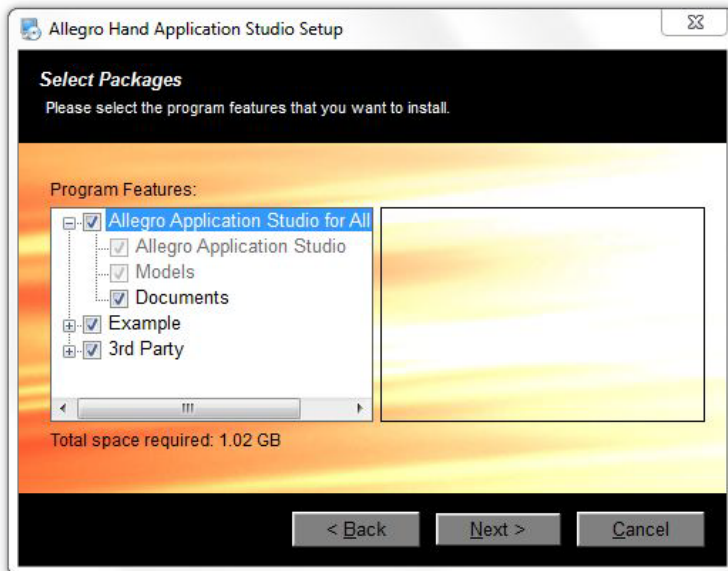 Allegro Hand Application Studio Setup
Select Packages
Please select the program features that you want to install.
Program Features:
Allegro Application Studio for All
Allegro Application Studio
Models
Documents
Example
3rd Party
Total space required: 1.02 GB
< Back Next > Cancel